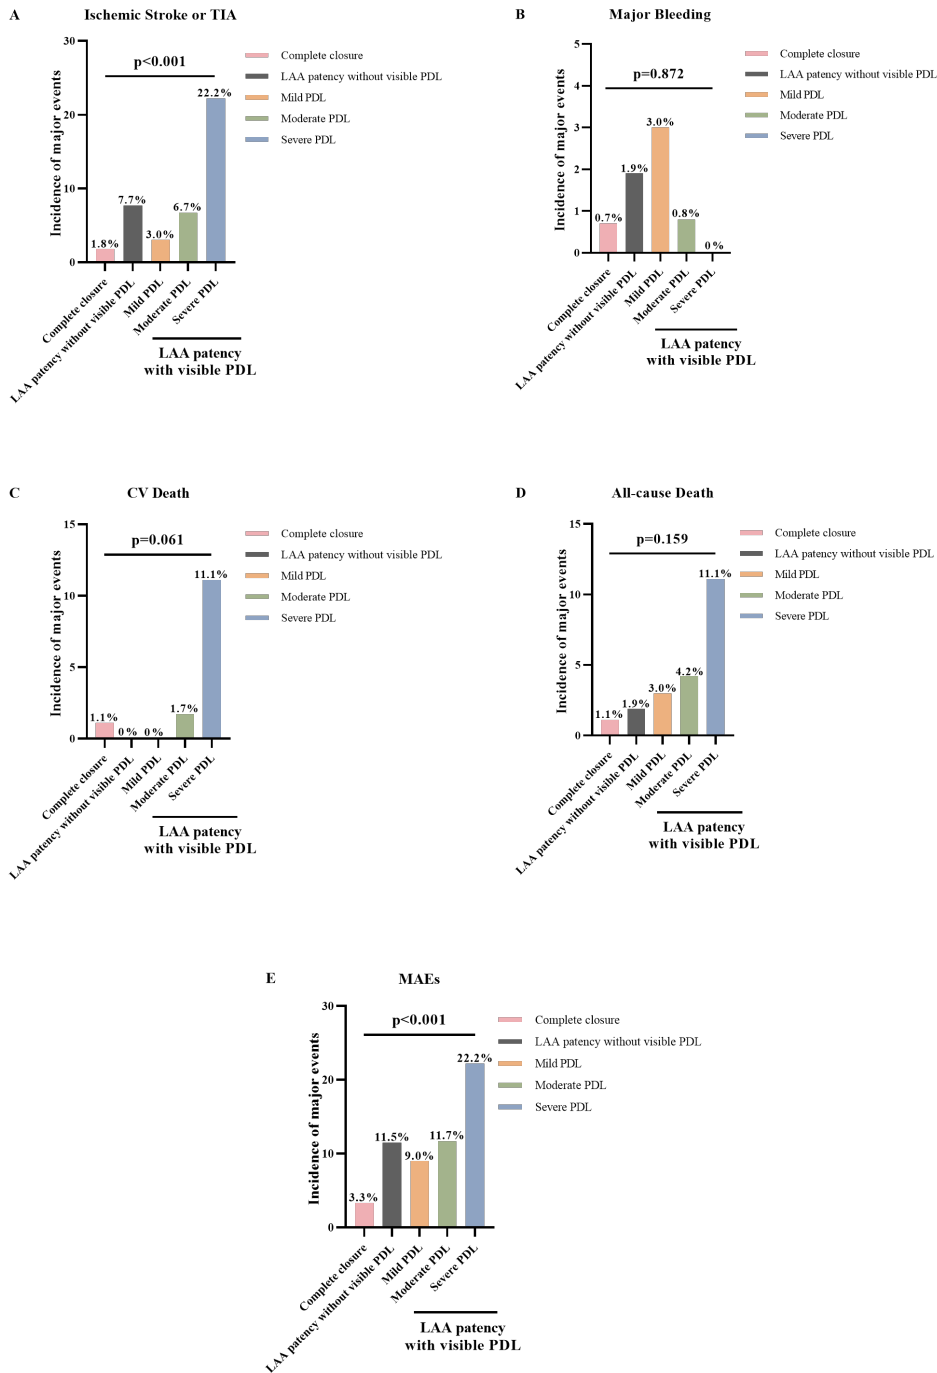 A
Ischemic Stroke or TIA
Incidence of major events
30
20
10
0
p<0.001
1.8%
7.7%
3.0%
6.7%
22.2%
Complete closure
LAA patency without visible PDL
Mild PDL
Moderate PDL
Severe PDL
Complete closure
LAA patency without visible PDL
Mild PDL
Moderate PDL
Severe PDL
LAA patency
with visible PDL
B
Major Bleeding
Incidence of major events
5
4
3
2
1
0
p=0.872
0.7%
1.9%
3.0%
0.8%
0%
Complete closure
LAA patency without visible PDL
Mild PDL
Moderate PDL
Severe PDL
Complete closure
LAA patency without visible PDL
Mild PDL
Moderate PDL
Severe PDL
LAA patency
with visible PDL
C
CV Death
Incidence of major events
15
10
5
0
p=0.061
1.1%
0%
0%
1.7%
11.1%
Complete closure
LAA patency without visible PDL
Mild PDL
Moderate PDL
Severe PDL
Complete closure
LAA patency without visible PDL
Mild PDL
Moderate PDL
Severe PDL
LAA patency
with visible PDL
D
All-cause Death
Incidence of major events
15
10
5
0
p=0.159
1.1%
1.9%
3.0%
4.2%
11.1%
Complete closure
LAA patency without visible PDL
Mild PDL
Moderate PDL
Severe PDL
Complete closure
LAA patency without visible PDL
Mild PDL
Moderate PDL
Severe PDL
LAA patency
with visible PDL
E
MAEs
Incidence of major events
30
20
10
0
p<0.001
3.3%
11.5%
9.0%
11.7%
22.2%
Complete closure
LAA patency without visible PDL
Mild PDL
Moderate PDL
Severe PDL
Complete closure
LAA patency without visible PDL
Mild PDL
Moderate PDL
Severe PDL
LAA patency
with visible PDL